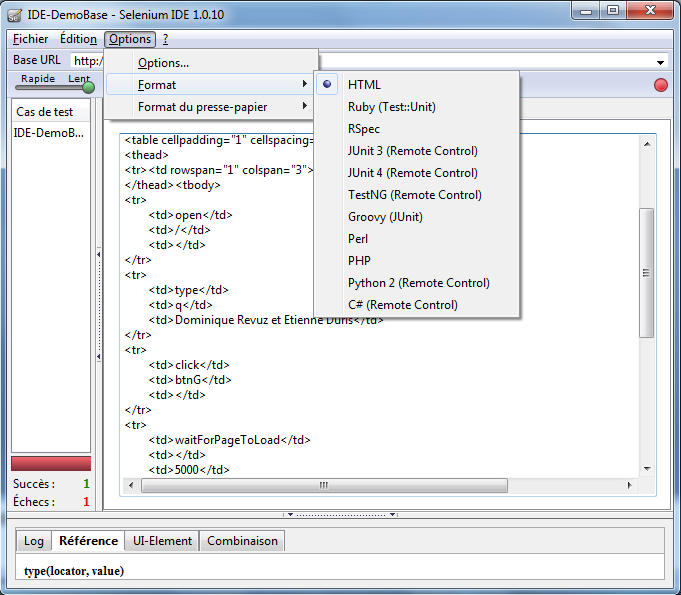 IDE-DemoBase - Selenium IDE 1.0.10
Fichier Édition Options ?
Base URL http:/
Rapide Lent
Options...
Format
Format du presse-papier
HTML
Ruby (Test::Unit)
RSpec
JUnit 3 (Remote Control)
JUnit 4 (Remote Control)
TestNG (Remote Control)
Groovy (JUnit)
Perl
PHP
Python 2 (Remote Control)
C# (Remote Control)
Cas de test
IDE-DemoB...
<table cellpadding="1" cellspacing=
<thead>
<tr><td rowspan="1" colspan="3">
</thead><tbody>
<tr>
<td>open</td>
<td>/</td>
<td></td>
</tr>
<tr>
<td>type</td>
<td>q</td>
<td>Dominique Revuz et Etienne Duris</td>
</tr>
<tr>
<td>click</td>
<td>btnG</td>
<td></td>
</tr>
<tr>
<td>waitForPageToLoad</td>
<td></td>
<td>5000</td>
Succès : 1
Échecs : 1
Log Référence UI-Element Combinaison
type(locator, value)